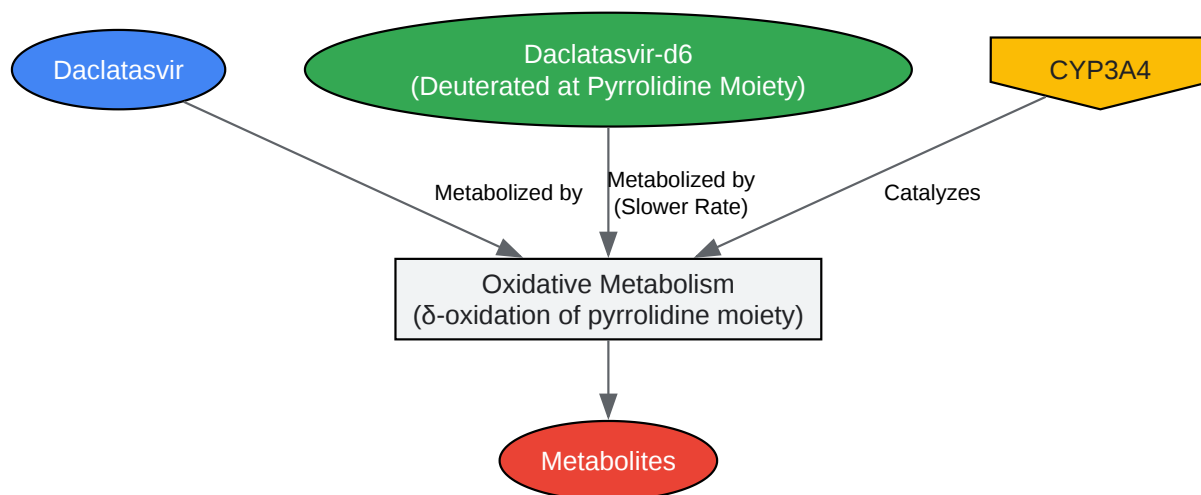 Daclatasvir
Daclatasvir-d6
(Deuterated at Pyrrolidine Moiety)
CYP3A4
Metabolized by
Metabolized by
(Slower Rate)
Catalyzes
Oxidative Metabolism
(δ-oxidation of pyrrolidine moiety)
Metabolites